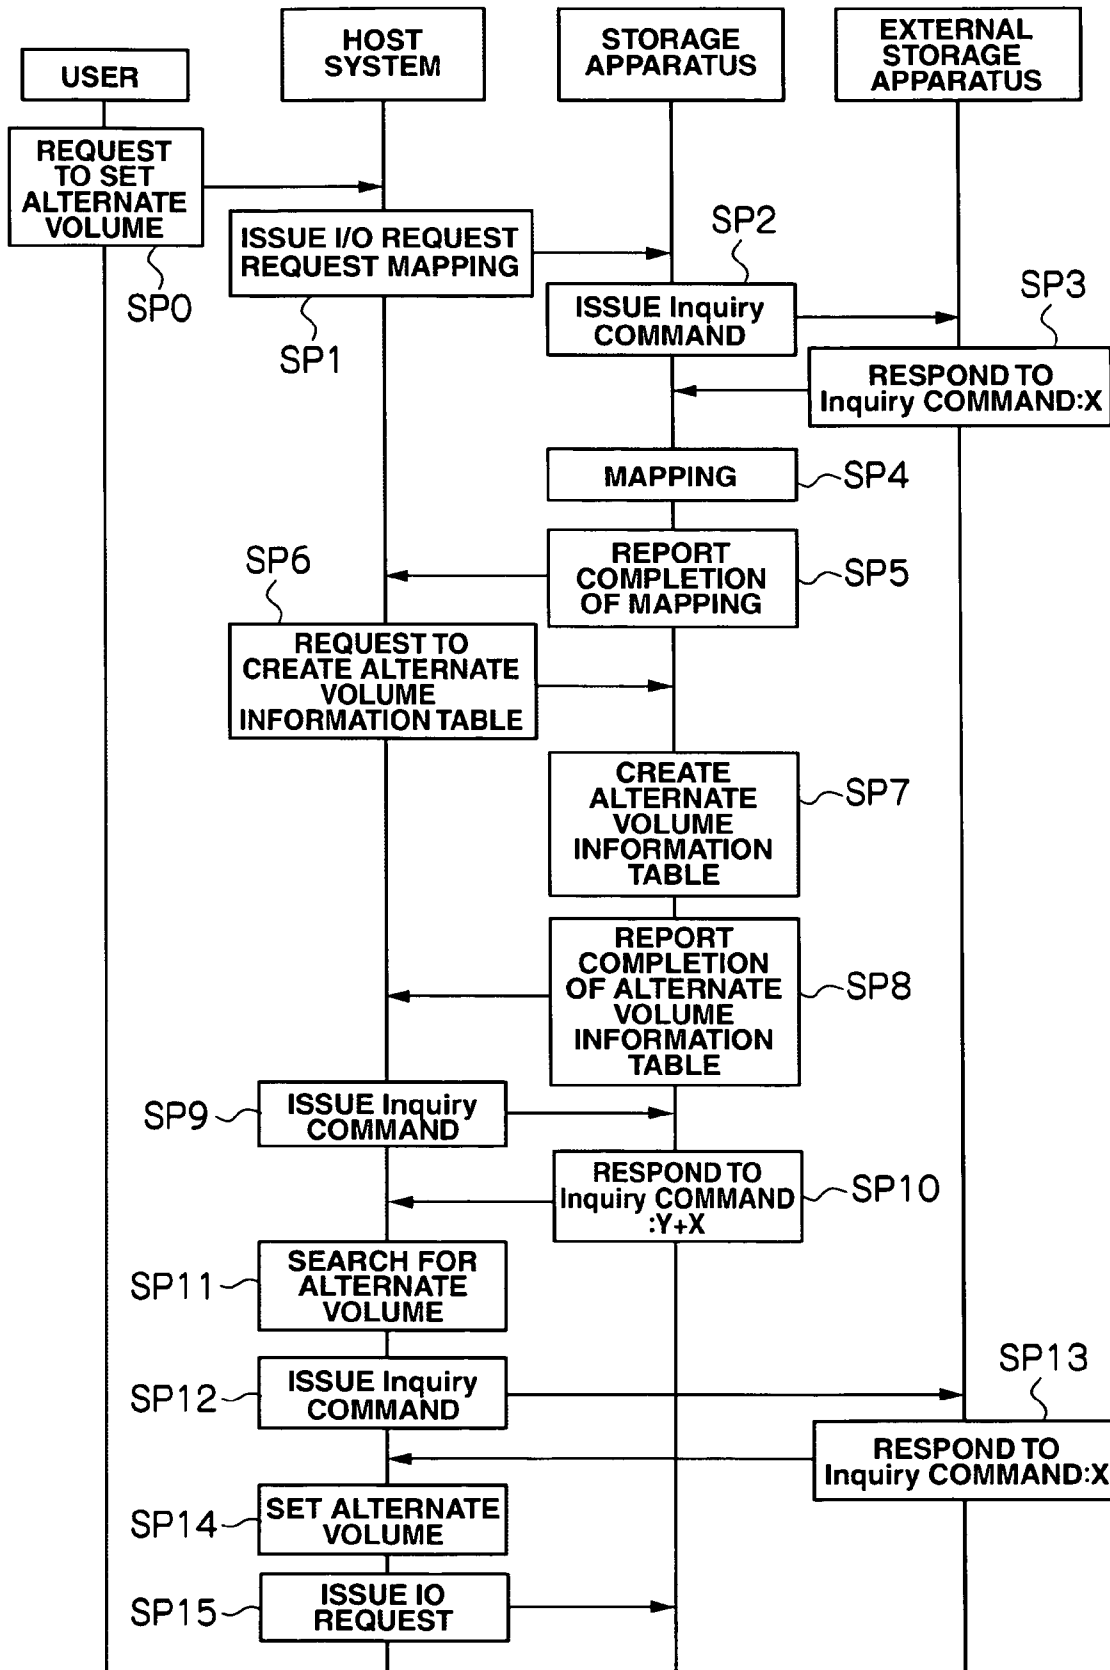 USER
HOST
SYSTEM
STORAGE
APPARATUS
EXTERNAL
STORAGE
APPARATUS
REQUEST
TO SET
ALTERNATE
VOLUME
SP0
ISSUE I/O REQUEST
REQUEST MAPPING
SP1
SP2
ISSUE Inquiry
COMMAND
SP3
RESPOND TO
Inquiry COMMAND:X
MAPPING
SP4
REPORT
COMPLETION
OF MAPPING
SP5
SP6
REQUEST TO
CREATE ALTERNATE
VOLUME
INFORMATION TABLE
CREATE
ALTERNATE
VOLUME
INFORMATION
TABLE
SP7
REPORT
COMPLETION
OF ALTERNATE
VOLUME
INFORMATION
TABLE
SP8
SP9
ISSUE Inquiry
COMMAND
RESPOND TO
Inquiry COMMAND
:Y+X
SP10
SP11
SEARCH FOR
ALTERNATE
VOLUME
SP12
ISSUE Inquiry
COMMAND
SP13
RESPOND TO
Inquiry COMMAND:X
SP14
SET ALTERNATE
VOLUME
SP15
ISSUE IO
REQUEST